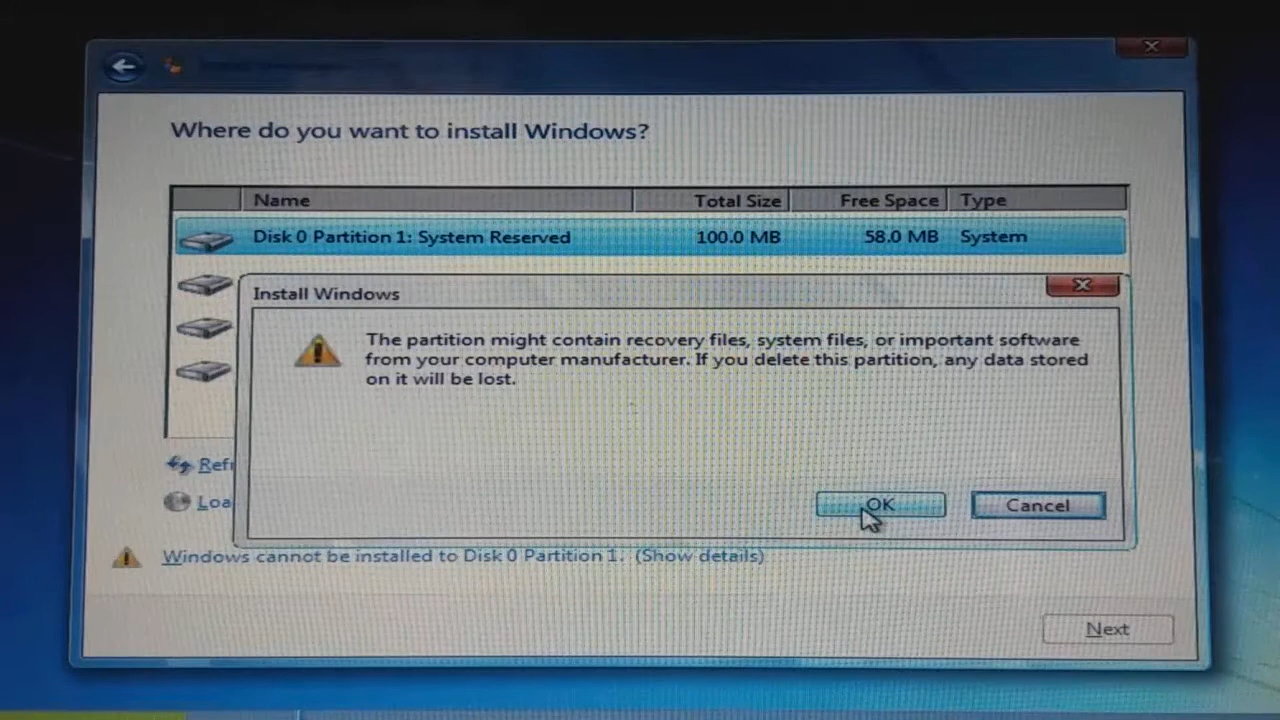 Where do you want to install Windows?
Name Total Size Free Space Type
Disk 0 Partition 1: System Reserved 100.0 MB 58.0 MB System
Install Windows
The partition might contain recovery files, system files, or important software
from your computer manufacturer. If you delete this partition, any data stored
on it will be lost.
Refr
Loa
OK Cancel
Windows cannot be installed to Disk 0 Partition 1. (Show details)
Next